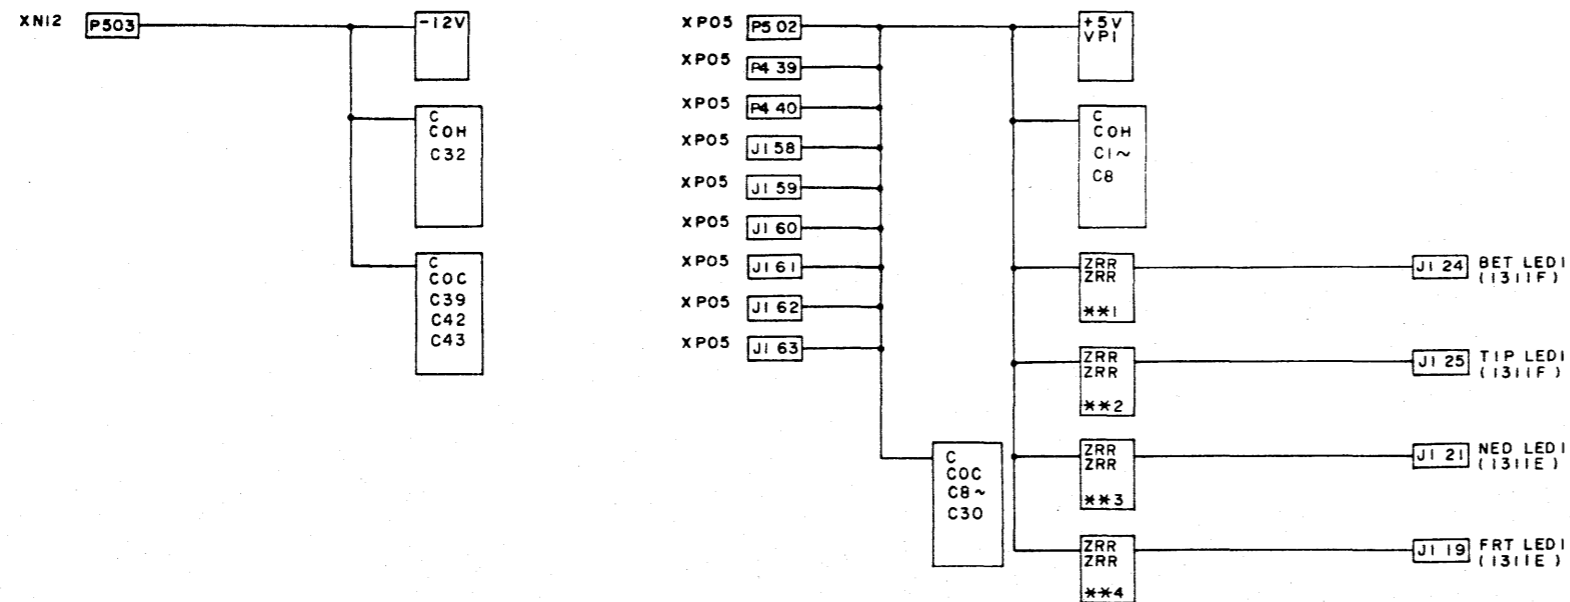 XN12 P503 -12V
C
COH
C32
C
COC
C39
C42
C43
XP05 P5 02 +5V
VP1
XP05 P4 39
XP05 P4 40
XP05 J1 58
XP05 J1 59
XP05 J1 60
XP05 J1 61
XP05 J1 62
XP05 J1 63
C
COH
C1~
C8
C
COC
C8~
C30
ZRR
ZRR
**1
J1 24 BET LED1
(1311F)
ZRR
ZRR
**2
J1 25 TIP LED1
(1311F)
ZRR
ZRR
**3
J1 21 NED LED1
(1311E)
ZRR
ZRR
**4
J1 19 FRT LED1
(1311E)